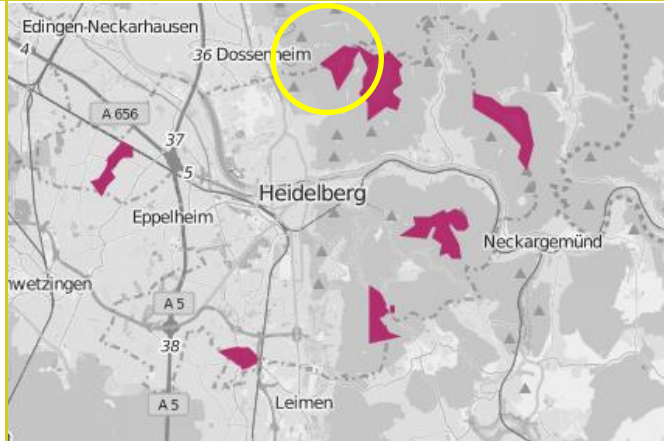 Edingen-Neckarhausen
4
36 Dossenheim
A 656
37
5
Heidelberg
Eppelheim
Neckargemünd
hwetzingen
A 5
38
A 5
Leimen